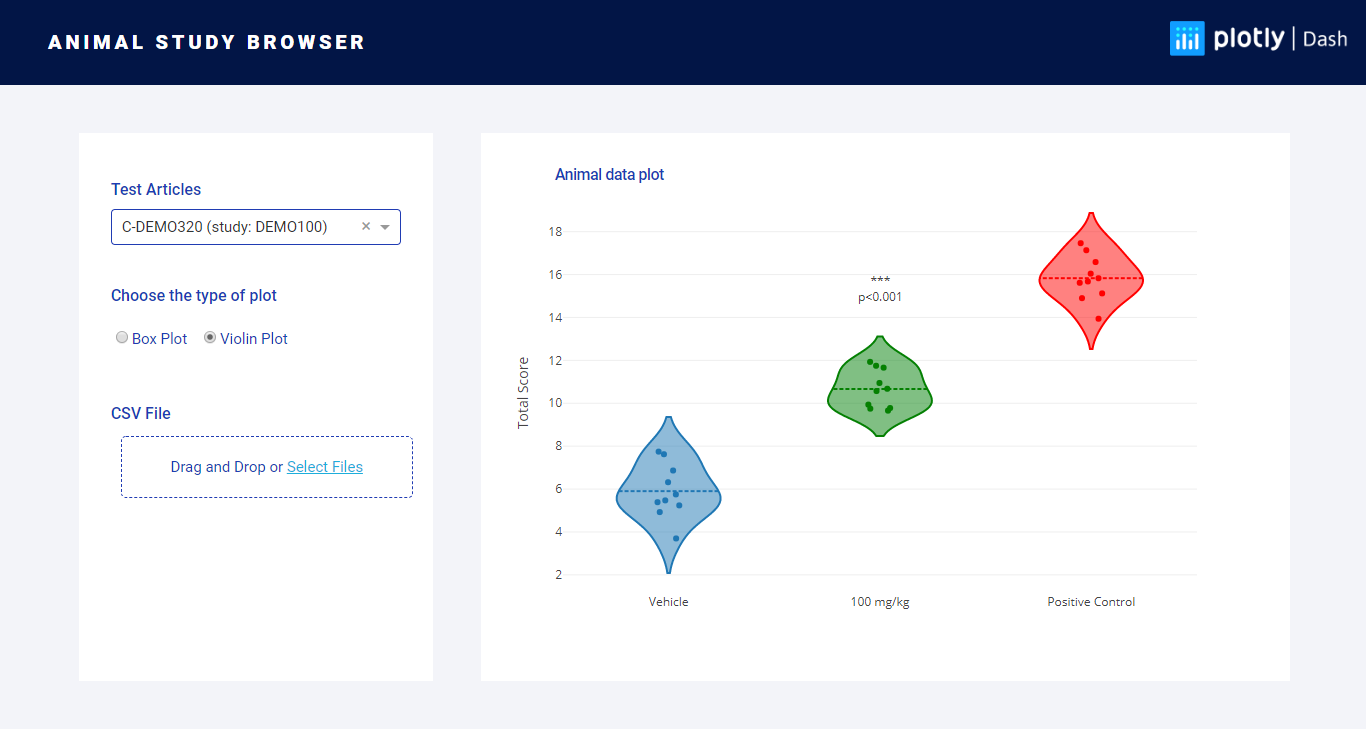 ANIMAL STUDY BROWSER
plotly | Dash
Test Articles
C-DEMO320 (study: DEMO100) ×
Choose the type of plot
Box Plot Violin Plot
CSV File
Drag and Drop or Select Files
Animal data plot
Total Score
18
16
14
12
10
8
6
4
2
***
p<0.001
Vehicle 100 mg/kg Positive Control